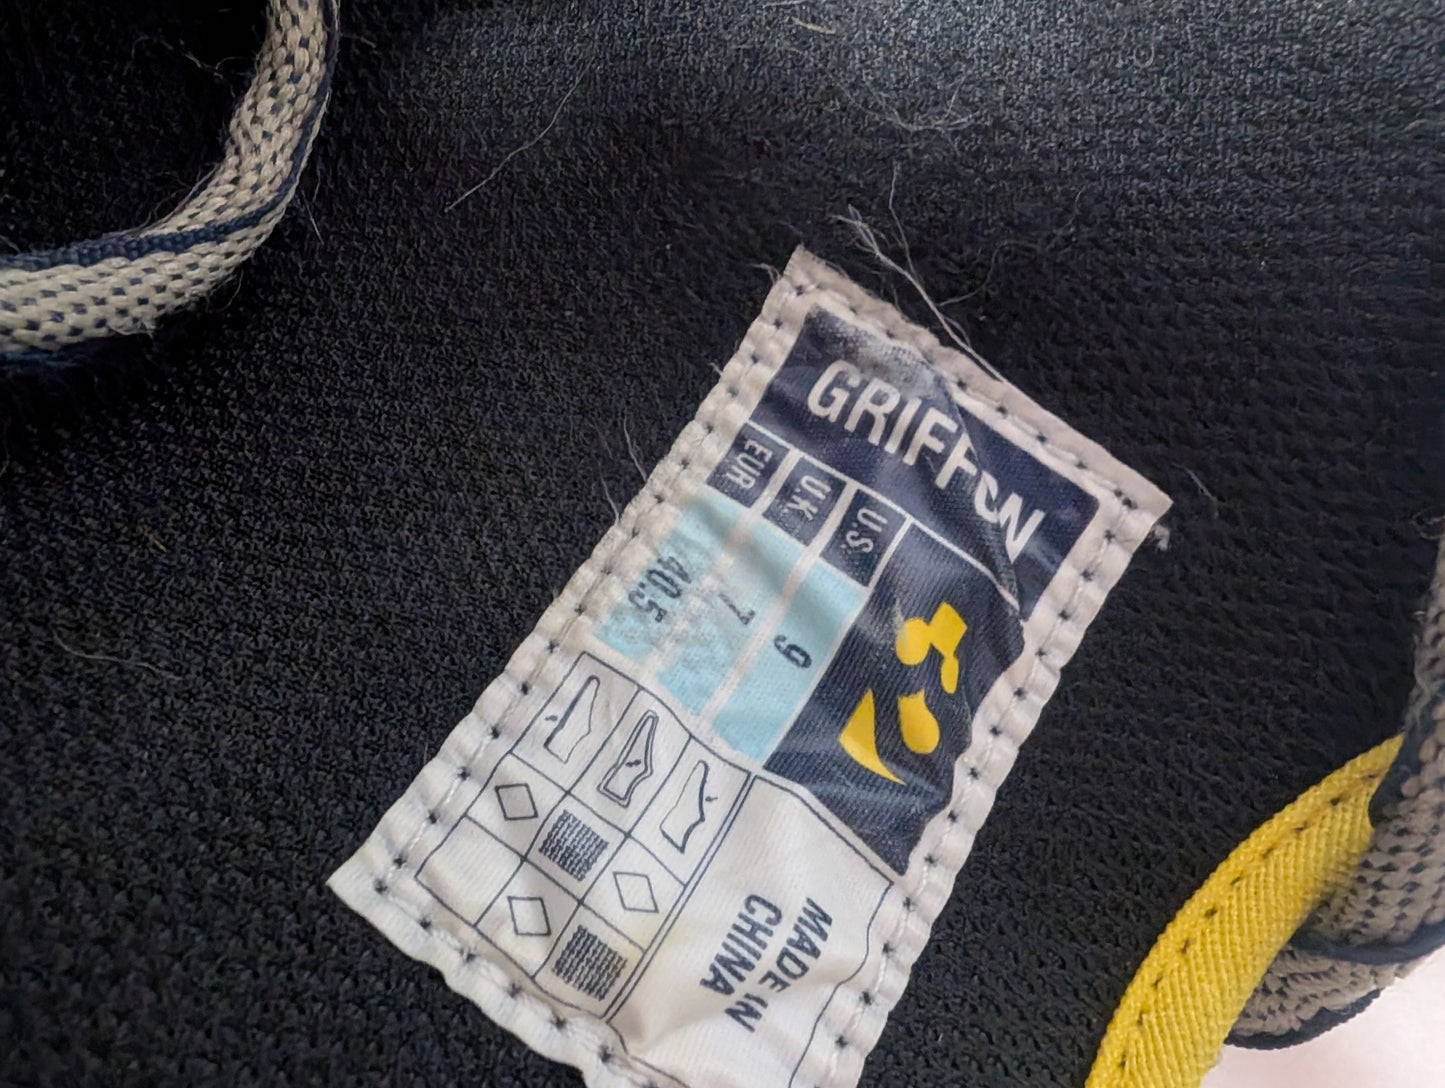 GRIFFON
U.S. 9
U.K. 7
EUR. 40.5
MADE IN
CHINA